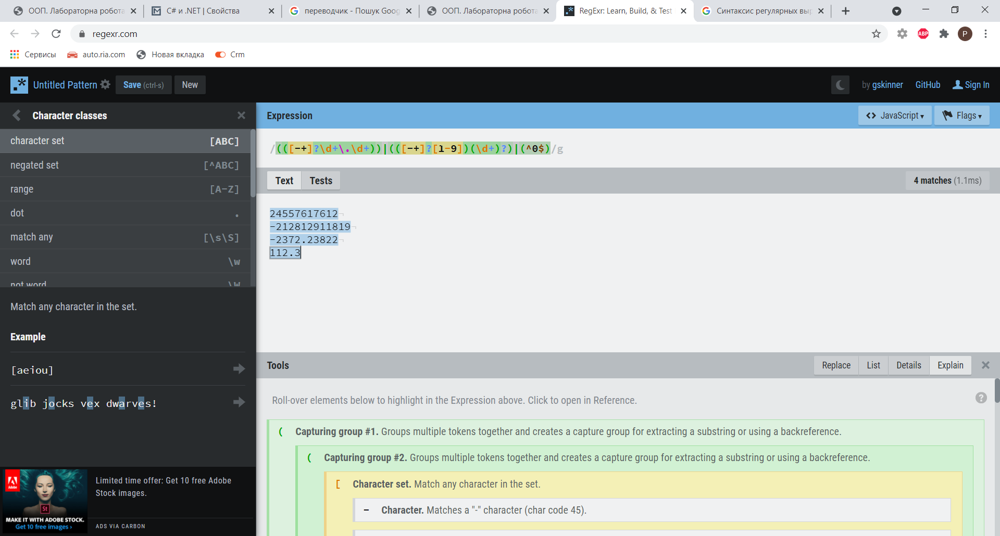 ООП. Лабораторна робота
C# и .NET | Свойства
переводчик - Пошук Goog
ООП. Лабораторна робота
RegExr: Learn, Build, & Test
Синтаксис регулярных выр
regexr.com
ABP
P
Сервисы
auto.ria.com
Новая вкладка
Crm
Untitled Pattern
Save (ctrl-s)
New
by gskinner
GitHub
Sign In
Character classes
character set [ABC]
negated set [^ABC]
range [A-Z]
dot .
match any [\s\S]
word \w
not word \W
Match any character in the set.
Example
[aeiou]
glib jocks vex dwarves!
Adobe
St
MAKE IT WITH ADOBE STOCK.
Get 10 free images ›
Limited time offer: Get 10 free Adobe
Stock images.
ADS VIA CARBON
Expression
<> JavaScript ▾
Flags ▾
/(([-+]?\d+\.\d+))|(([-+]?[1-9])(\d+)?)|(^0$)/g
Text
Tests
4 matches (1.1ms)
24557617612
-212812911819
-2372.23822
112.3
Tools
Replace
List
Details
Explain
Roll-over elements below to highlight in the Expression above. Click to open in Reference.
?
( Capturing group #1. Groups multiple tokens together and creates a capture group for extracting a substring or using a backreference.
( Capturing group #2. Groups multiple tokens together and creates a capture group for extracting a substring or using a backreference.
[ Character set. Match any character in the set.
- Character. Matches a "-" character (char code 45).